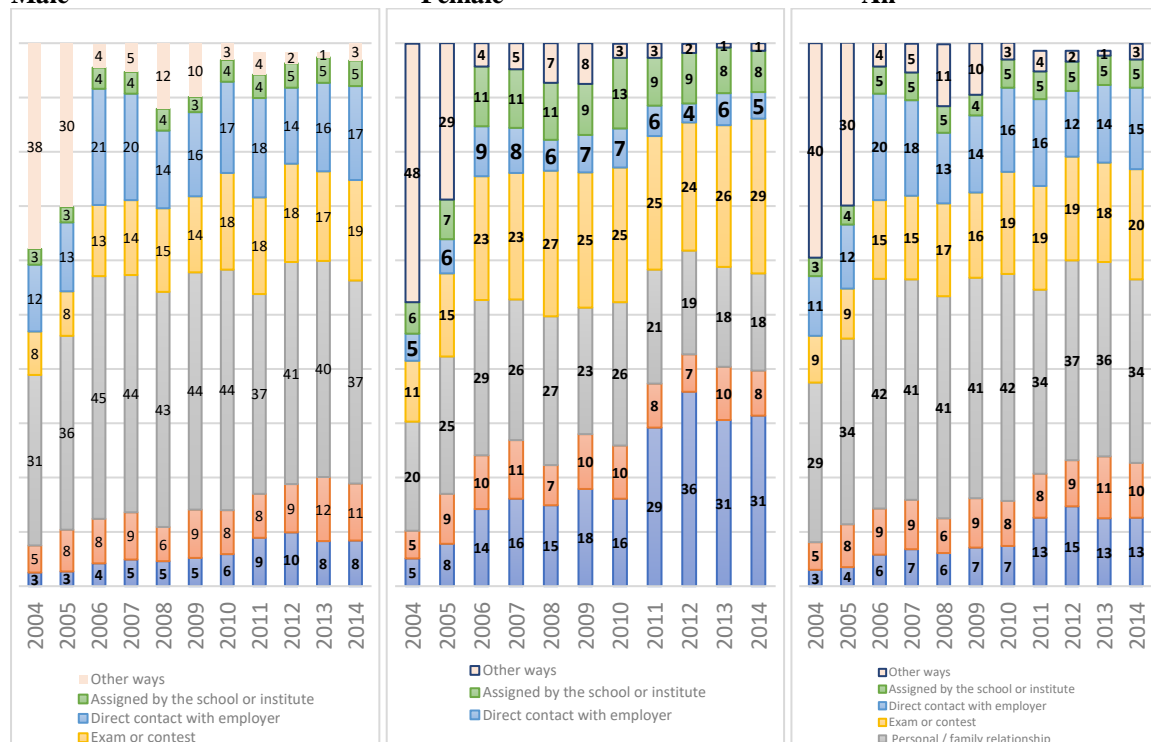 Male
38 30 4 5 12 10 3 4 2 1 3
3 3 4 4 4 3 4 4 5 5 5
12 13 21 20 14 16 17 18 14 16 17
8 8 13 14 15 14 18 18 18 17 19
31 36 45 44 43 44 44 37 41 40 37
5 8 8 9 6 9 8 8 9 12 11
3 3 4 5 5 5 6 9 10 8 8
2004 2005 2006 2007 2008 2009 2010 2011 2012 2013 2014
Other ways
Assigned by the school or institute
Direct contact with employer
Exam or contest
Female
48 29 4 5 7 8 3 3 2 1 1
6 7 11 11 11 9 13 9 9 8 8
5 6 9 8 6 7 7 6 4 6 5
11 15 23 23 27 25 25 25 24 26 29
20 25 29 26 27 23 26 21 19 18 18
5 9 10 11 7 10 10 8 7 10 8
5 8 14 16 15 18 16 29 36 31 31
2004 2005 2006 2007 2008 2009 2010 2011 2012 2013 2014
Other ways
Assigned by the school or institute
Direct contact with employer
All
40 30 4 5 11 10 3 4 2 1 3
3 4 5 5 5 4 5 5 5 5 5
11 12 20 18 13 14 16 16 12 14 15
9 9 15 15 17 16 19 19 19 18 20
29 34 42 41 41 41 42 34 37 36 34
5 8 9 9 6 9 8 8 9 11 10
3 4 6 7 6 7 7 13 15 13 13
2004 2005 2006 2007 2008 2009 2010 2011 2012 2013 2014
Other ways
Assigned by the school or institute
Direct contact with employer
Exam or contest
Personal / family relationship